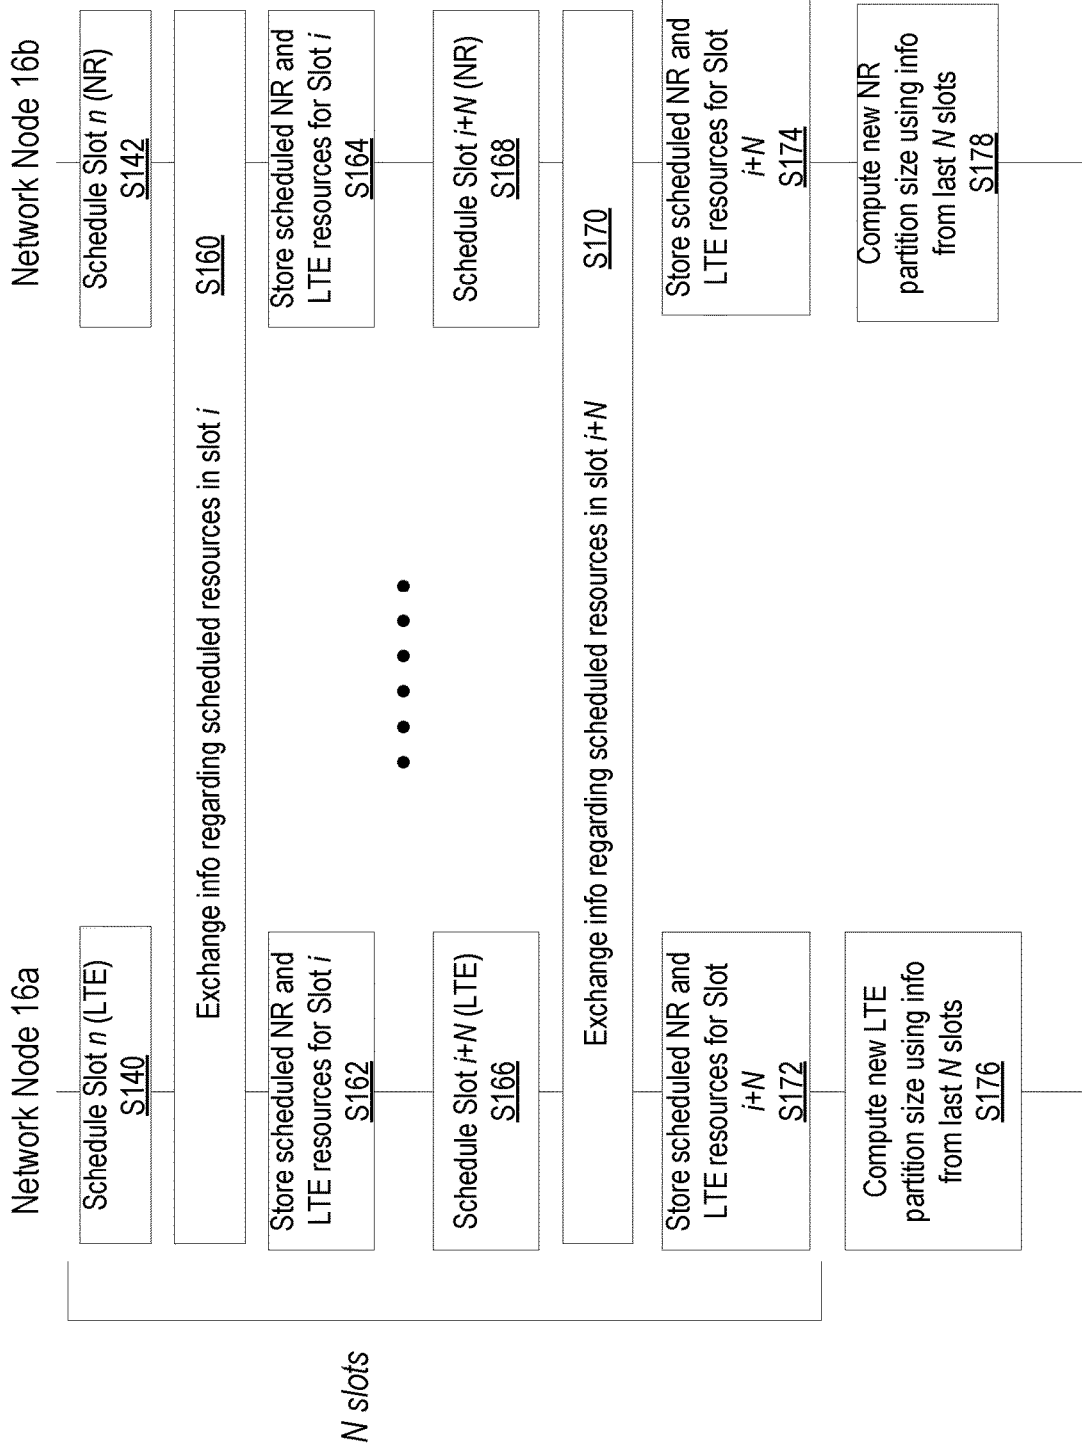 Network Node 16a
Network Node 16b
Schedule Slot n (LTE)
S140
Schedule Slot n (NR)
S142
Exchange info regarding scheduled resources in slot i
S160
Store scheduled NR and
LTE resources for Slot i
S162
Store scheduled NR and
LTE resources for Slot i
S164
Schedule Slot i+N (LTE)
S166
Schedule Slot i+N (NR)
S168
N slots
Exchange info regarding scheduled resources in slot i+N
S170
Store scheduled NR and
LTE resources for Slot
i+N
S172
Store scheduled NR and
LTE resources for Slot
i+N
S174
Compute new LTE
partition size using info
from last N slots
S176
Compute new NR
partition size using info
from last N slots
S178